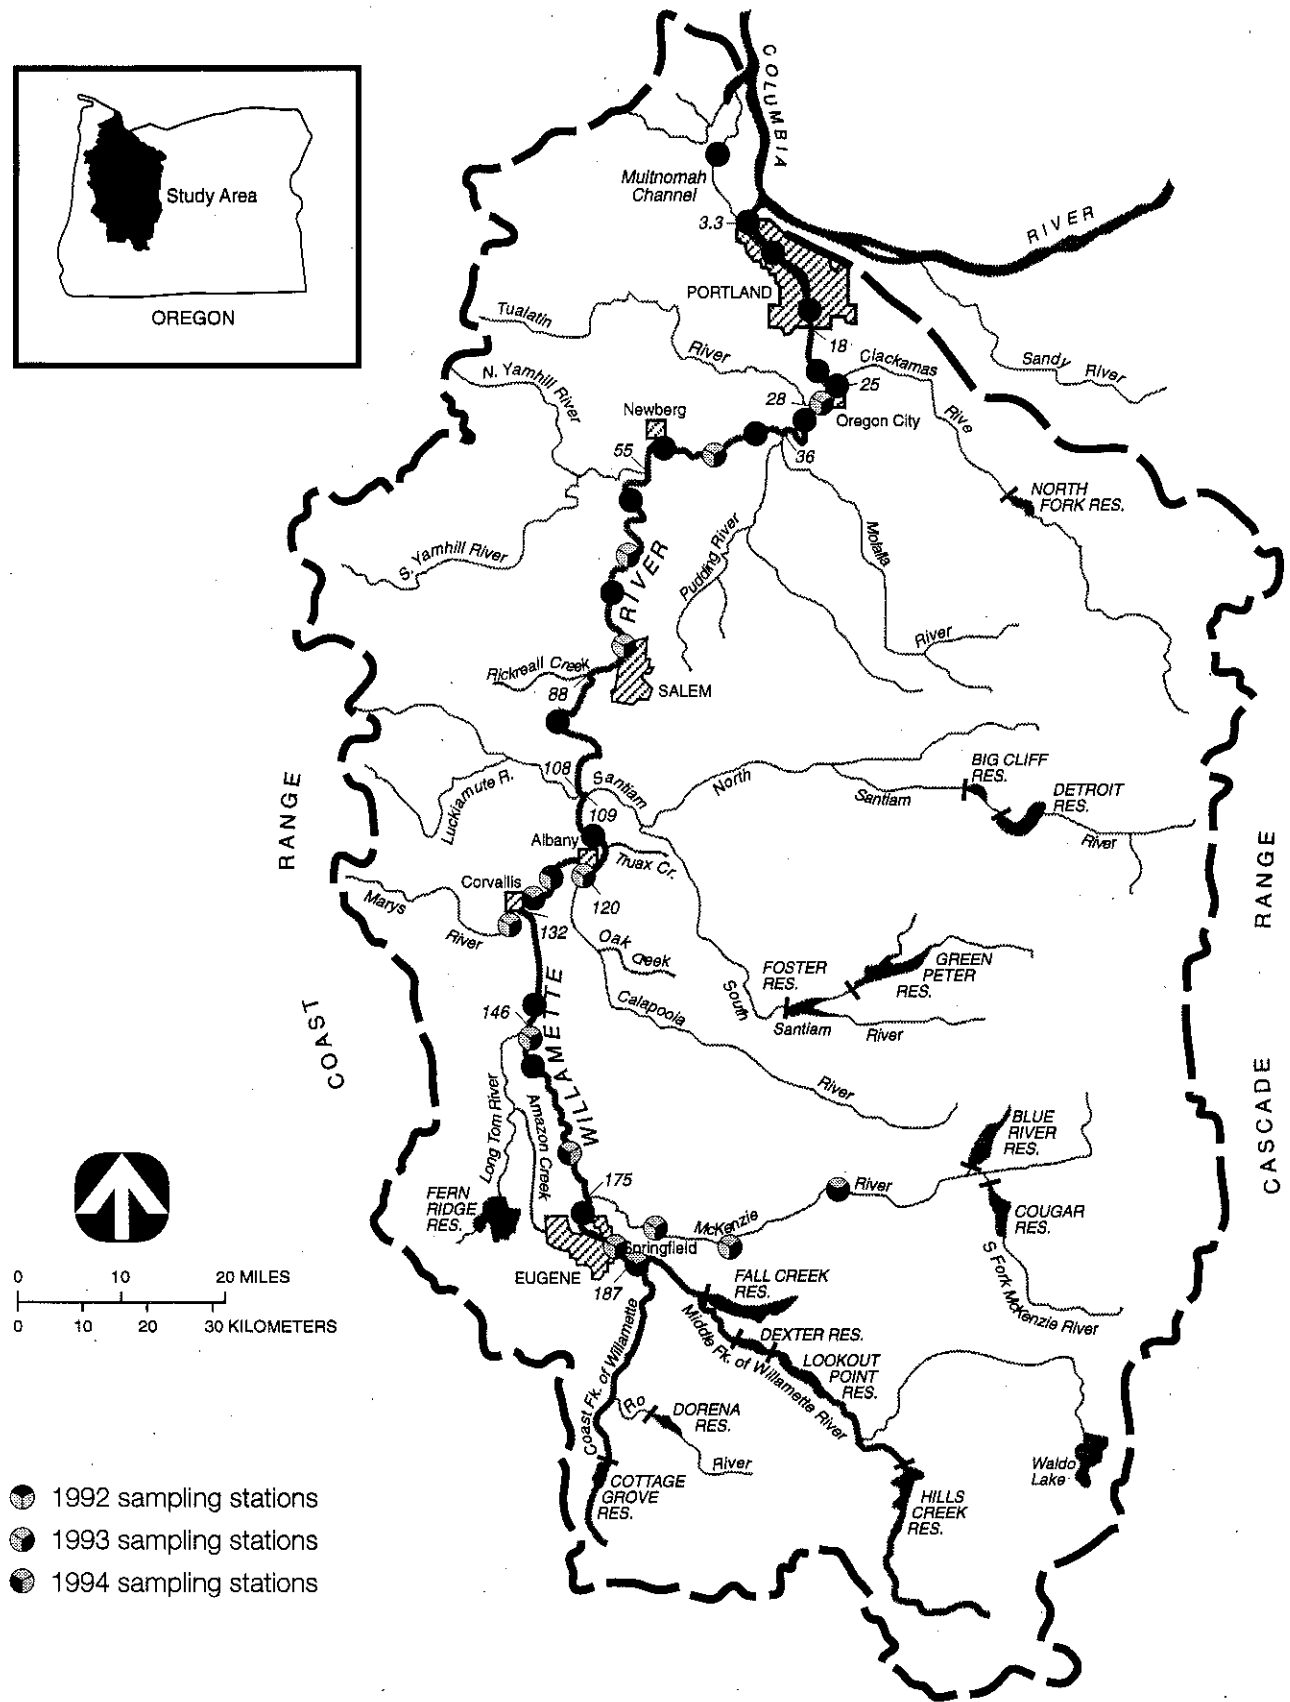 COLUMBIA
RIVER
Multnomah
Channel
3.3
Study Area
OREGON
PORTLAND
Tualatin
River
18
Clackamas
Rive
Sandy River
N. Yamhill River
25
28
Oregon City
Newberg
55
36
NORTH
FORK RES.
S. Yamhill River
Pudding River
Molalla
River
RIVER
Rickreall Creek
88
SALEM
108
Santiam
North
Santiam
River
BIG CLIFF
RES.
DETROIT
RES.
Luckiamute R.
109
Albany
Truax Cr.
RANGE
COAST
RANGE
CASCADE
Corvallis
Marys
River
120
132
Oak
Creek
Calapooia
River
South
Santiam
River
FOSTER
RES.
GREEN
PETER
RES.
146
WILLAMETTE
Long Tom River
Amazon Creek
BLUE
RIVER
RES.
175
FERN
RIDGE
RES.
McKenzie
River
COUGAR
RES.
S Fork McKenzie River
Springfield
EUGENE
187
FALL CREEK
RES.
DEXTER RES.
LOOKOUT
POINT
RES.
Middle Fk. of Willamette River
Coast Fk. of Willamette
Ro
River
DORENA
RES.
COTTAGE
GROVE
RES.
HILLS
CREEK
RES.
Waldo
Lake
0 10 20 MILES
0 10 20 30 KILOMETERS
1992 sampling stations
1993 sampling stations
1994 sampling stations